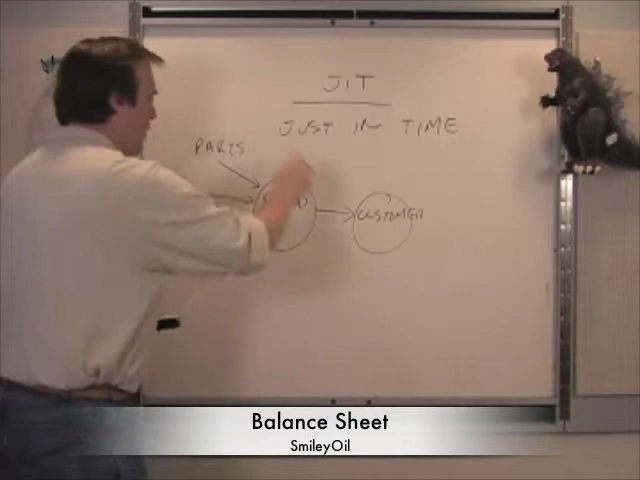 JIT
JUST IN TIME
PARTS
CUSTOMER
Balance Sheet
SmileyOil